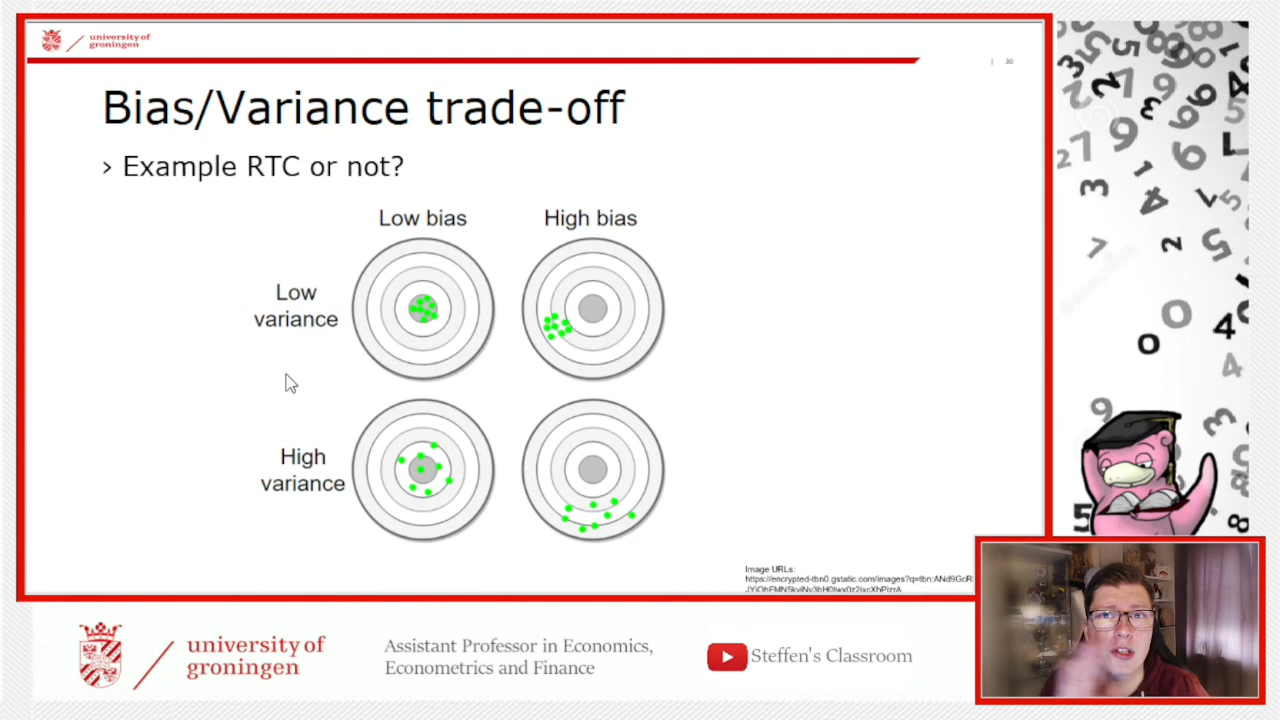 university of
groningen
| 30
Bias/Variance trade-off
› Example RTC or not?
Low bias High bias
Low
variance
High
variance
Image URLs:
university of
groningen
Assistant Professor in Economics,
Econometrics and Finance
Steffen's Classroom